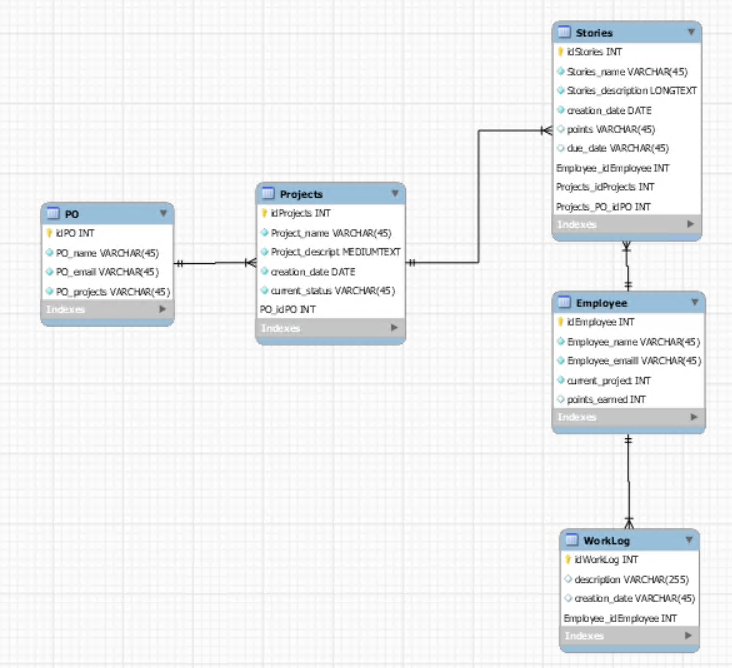 Stories
idStories INT
Stories_name VARCHAR(45)
Stories_description LONGTEXT
creation_date DATE
points VARCHAR(45)
due_date VARCHAR(45)
Employee_idEmployee INT
Projects_idProjects INT
Projects_PO_idPO INT
Indexes
Projects
idProjects INT
Project_name VARCHAR(45)
Project_descript MEDIUMTEXT
creation_date DATE
current_status VARCHAR(45)
PO_idPO INT
Indexes
PO
idPO INT
PO_name VARCHAR(45)
PO_email VARCHAR(45)
PO_projects VARCHAR(45)
Indexes
Employee
idEmployee INT
Employee_name VARCHAR(45)
Employee_emaill VARCHAR(45)
current_project INT
points_earned INT
Indexes
WorkLog
idWorkLog INT
description VARCHAR(255)
creation_date VARCHAR(45)
Employee_idEmployee INT
Indexes